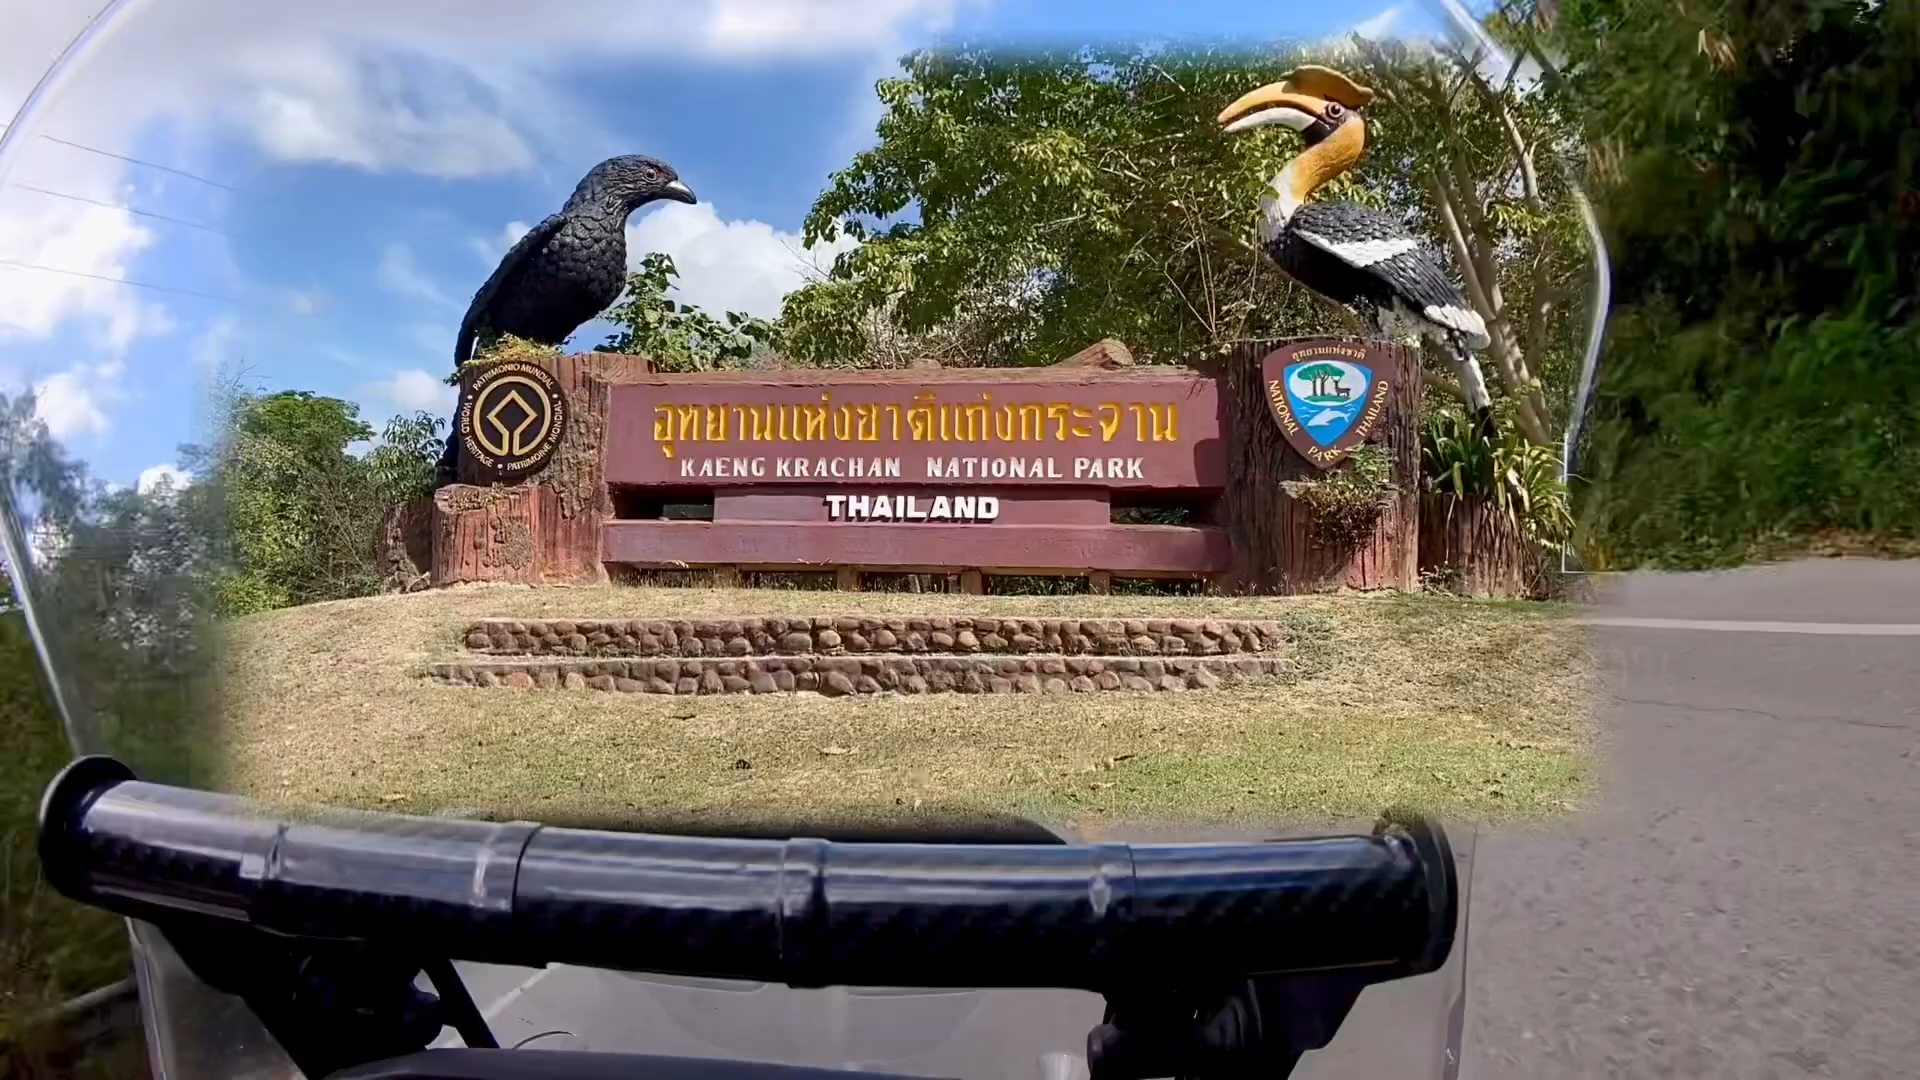 อุทยานแห่งชาติแก่งกระจาน
KAENG KRACHAN NATIONAL PARK
THAILAND
PATRIMONIO MUNDIAL • WORLD HERITAGE • PATRIMOINE MONDIAL •
อุทยานแห่งชาติ
NATIONAL PARK THAILAND